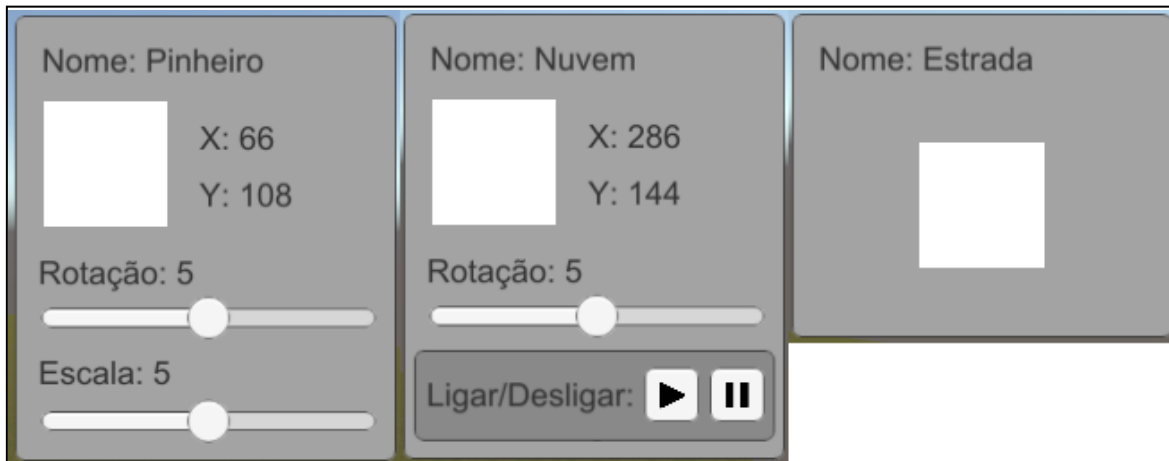 Nome: Pinheiro
X: 66
Y: 108
Rotação: 5
Escala: 5
Nome: Nuvem
X: 286
Y: 144
Rotação: 5
Ligar/Desligar:
Nome: Estrada